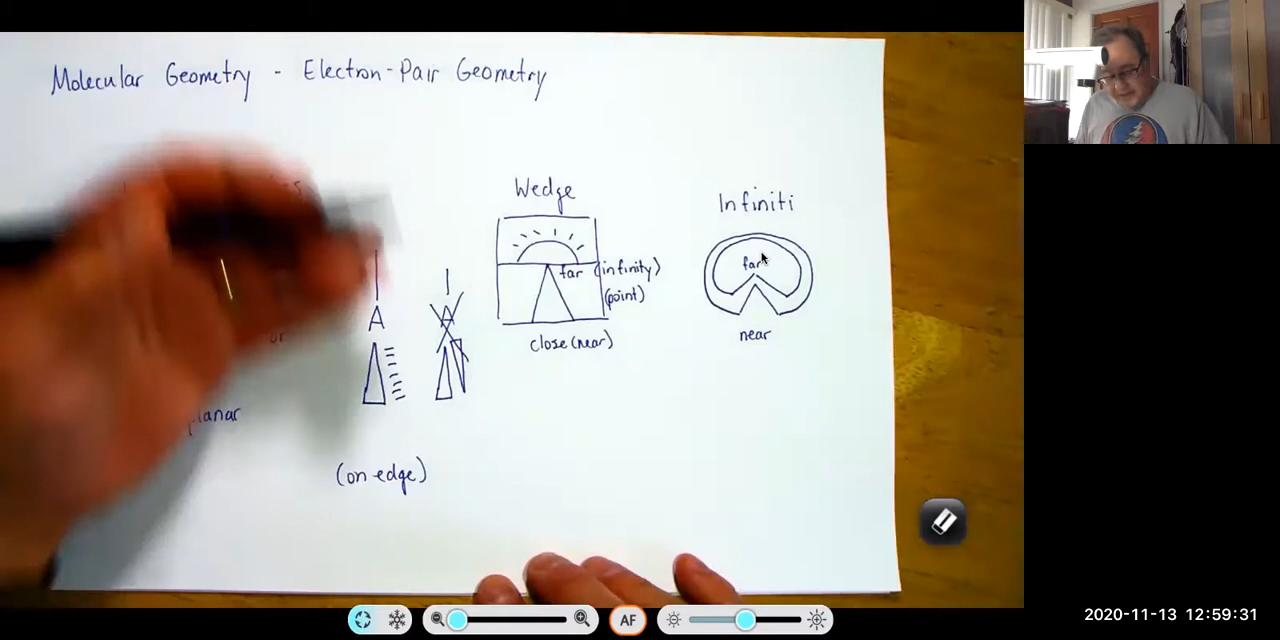 Molecular Geometry - Electron-Pair Geometry
Wedge
Infiniti
far (infinity)
(point)
far
A
A
close (near)
near
planar
(on edge)
AF
2020-11-13 12:59:31